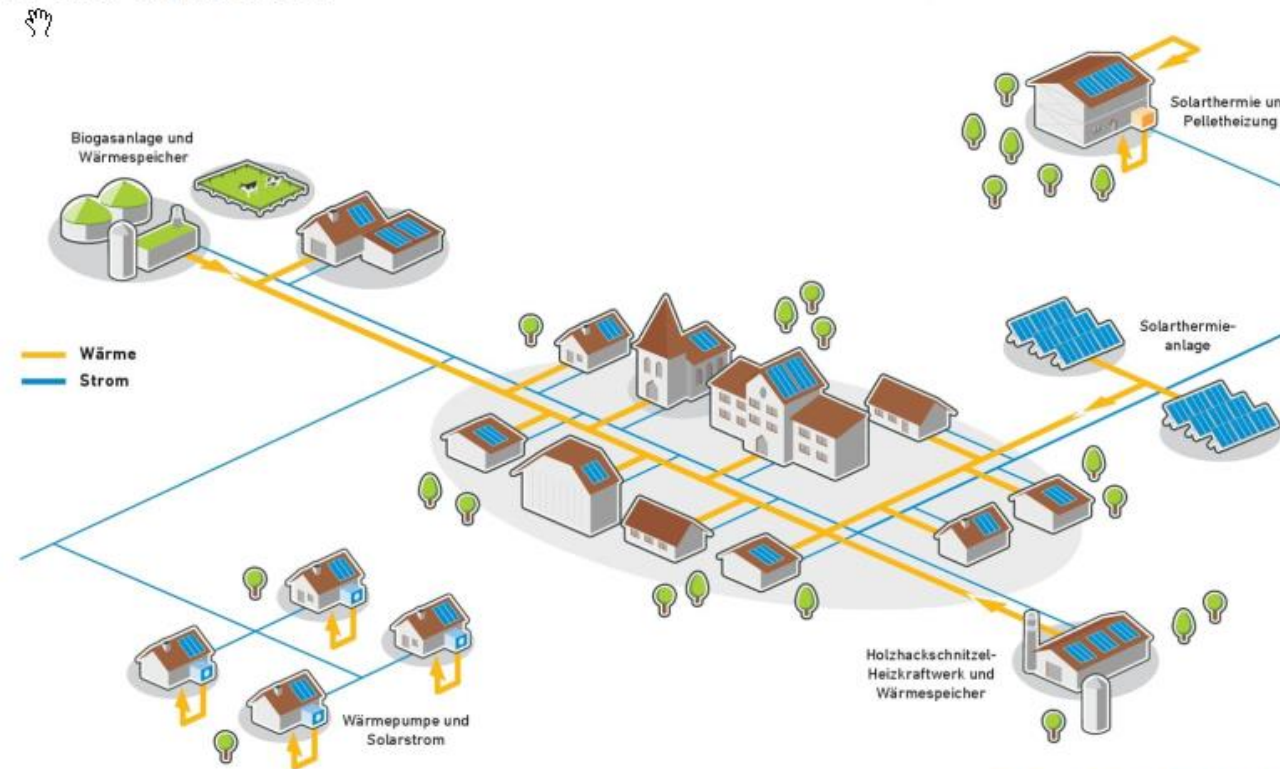 Biogasanlage und
Wärmespeicher
Solarthermie un
Pelletheizung
Solarthermie-
anlage
Wärme
Strom
Holzhackschnitzel-
Heizkraftwerk und
Wärmespeicher
Wärmepumpe und
Solarstrom